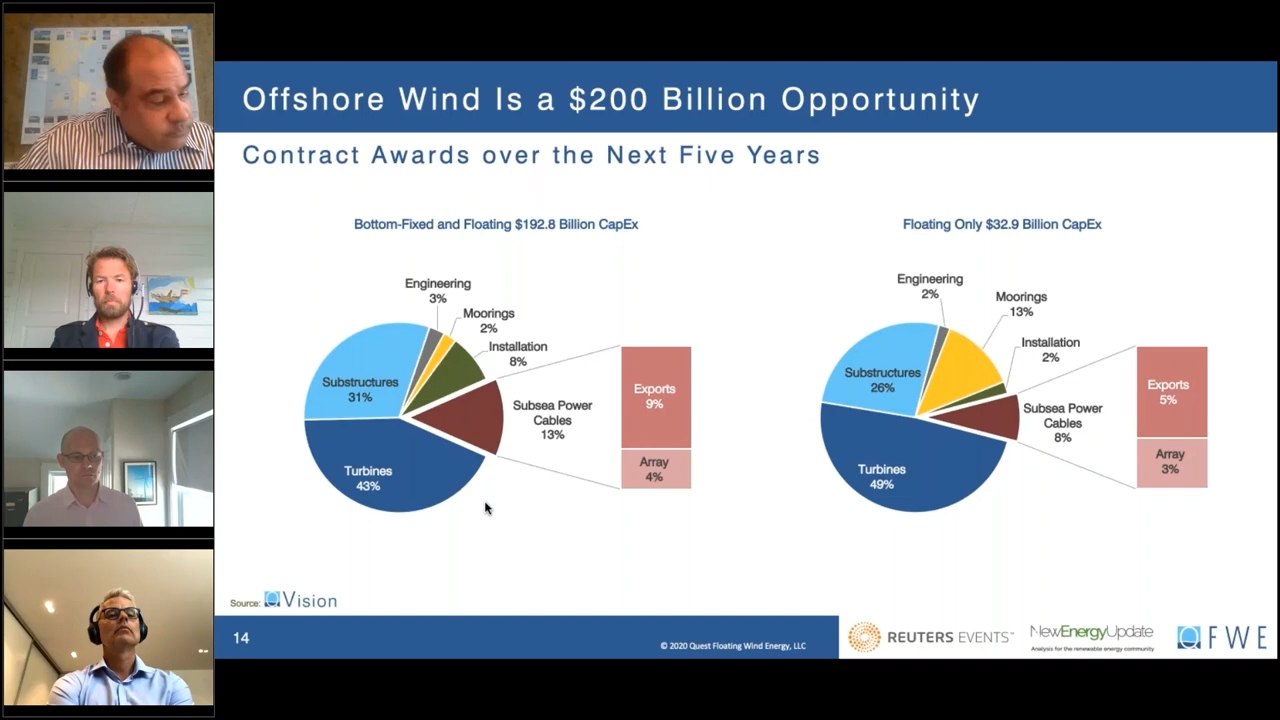 Offshore Wind Is a $200 Billion Opportunity
Contract Awards over the Next Five Years
Bottom-Fixed and Floating $192.8 Billion CapEx
Engineering
3%
Moorings
2%
Installation
8%
Substructures
31%
Subsea Power
Cables
13%
Turbines
43%
Exports
9%
Array
4%
Floating Only $32.9 Billion CapEx
Engineering
2%
Moorings
13%
Installation
2%
Substructures
26%
Subsea Power
Cables
8%
Turbines
49%
Exports
5%
Array
3%
Source: Vision
14
© 2020 Quest Floating Wind Energy, LLC
REUTERS EVENTS™
NewEnergyUpdate
Analysis for the renewable energy community
FWE